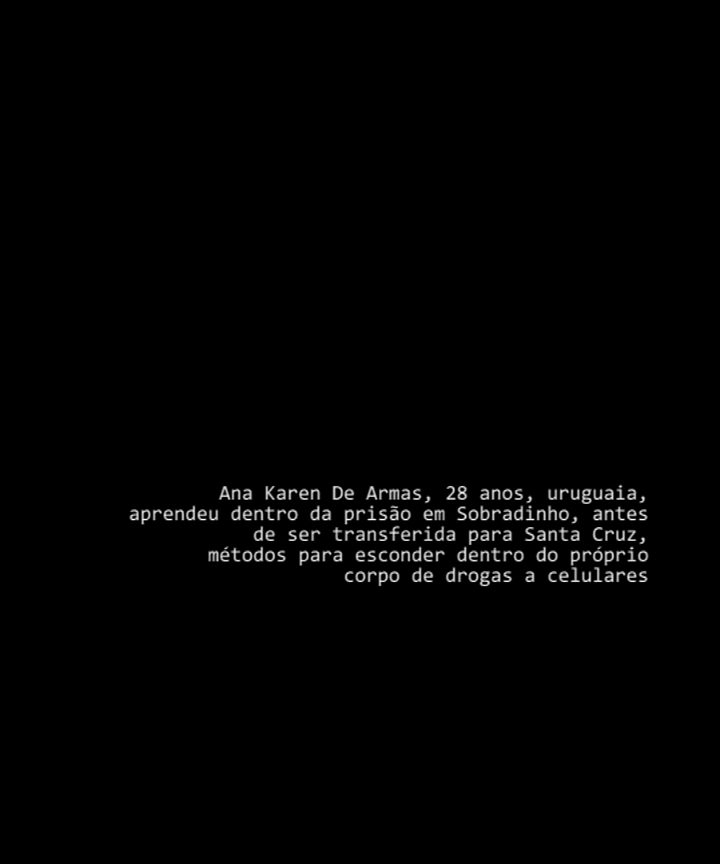 Ana Karen De Armas, 28 anos, uruguaia,
aprendeu dentro da prisão em Sobradinho, antes
de ser transferida para Santa Cruz,
métodos para esconder dentro do próprio
corpo de drogas a celulares